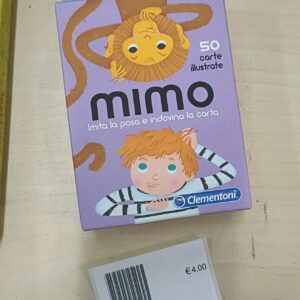 50
carte
illustrate
mimo
Imita la posa e indovina la carta
Clementoni
€ 4,00